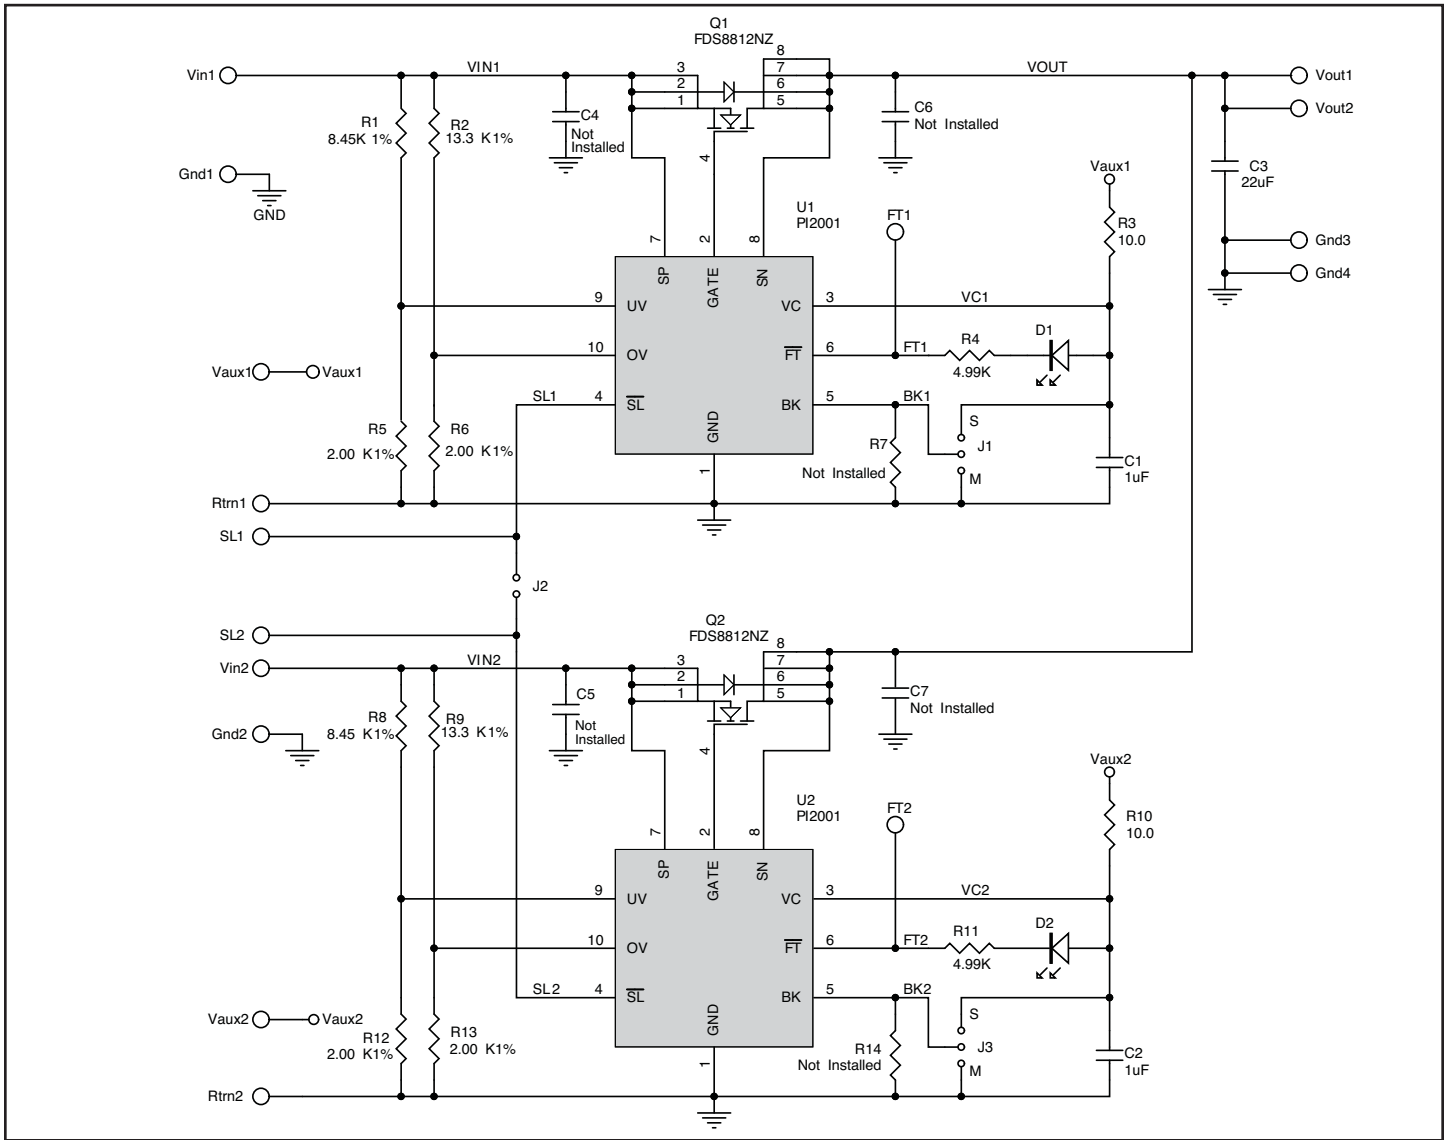 Q1
FDS8812NZ
Vin1
VIN1
3
2
1
8
7
6
5
VOUT
Vout1
Vout2
R1
8.45K 1%
R2
13.3 K1%
C4
Not
Installed
4
C6
Not Installed
C3
22uF
Gnd1
GND
Vaux1
U1
PI2001
FT1
R3
10.0
Gnd3
Gnd4
7
2
8
SP
GATE
SN
9
UV
VC
3
VC1
10
OV
FT
6
FT1
R4
4.99K
D1
Vaux1
Vaux1
SL1
4
SL
BK
5
BK1
S
J1
M
R5
2.00 K1%
R6
2.00 K1%
GND
1
R7
Not Installed
C1
1uF
Rtrn1
SL1
J2
SL2
Q2
FDS8812NZ
Vin2
VIN2
3
2
1
8
7
6
5
R8
8.45 K1%
R9
13.3 K1%
C5
Not
Installed
4
C7
Not Installed
Gnd2
Vaux2
U2
PI2001
FT2
R10
10.0
7
2
8
SP
GATE
SN
9
UV
VC
3
VC2
10
OV
FT
6
FT2
R11
4.99K
D2
SL2
4
SL
BK
5
BK2
S
J3
M
Vaux2
Vaux2
R12
2.00 K1%
R13
2.00 K1%
GND
1
R14
Not Installed
C2
1uF
Rtrn2